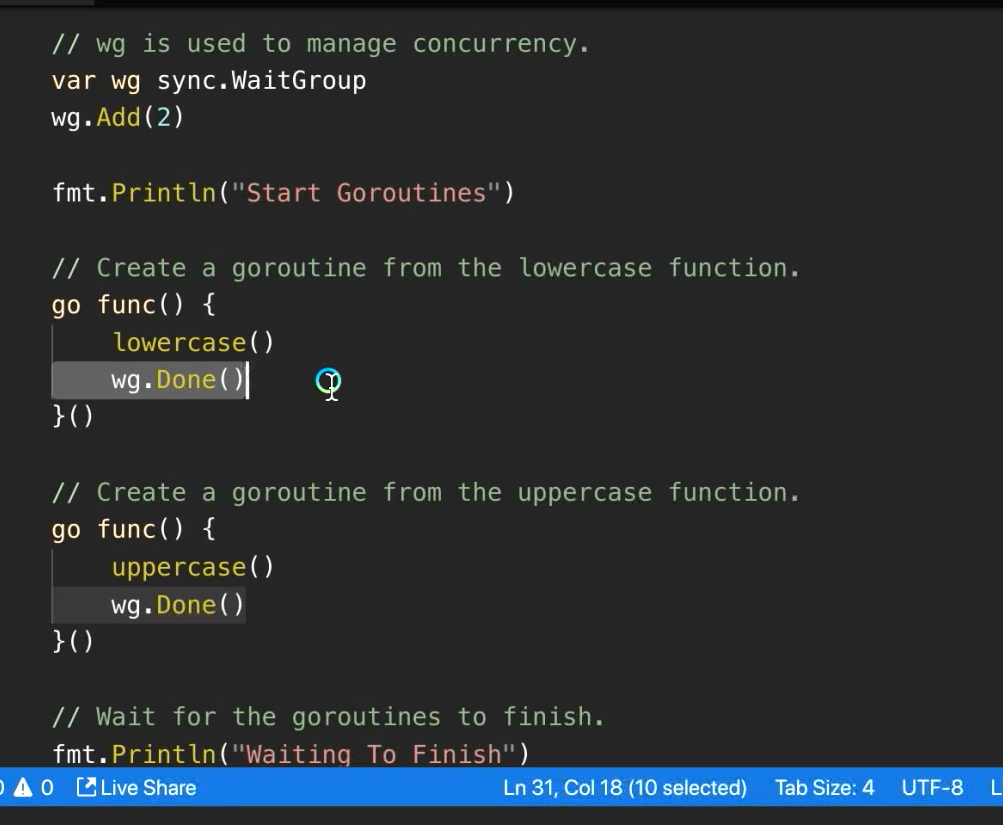 // wg is used to manage concurrency.
var wg sync.WaitGroup
wg.Add(2)
fmt.Println("Start Goroutines")
// Create a goroutine from the lowercase function.
go func() {
lowercase()
wg.Done()
}()
// Create a goroutine from the uppercase function.
go func() {
uppercase()
wg.Done()
}()
// Wait for the goroutines to finish.
fmt.Println("Waiting To Finish")
0 0 Live Share Ln 31, Col 18 (10 selected) Tab Size: 4 UTF-8 L